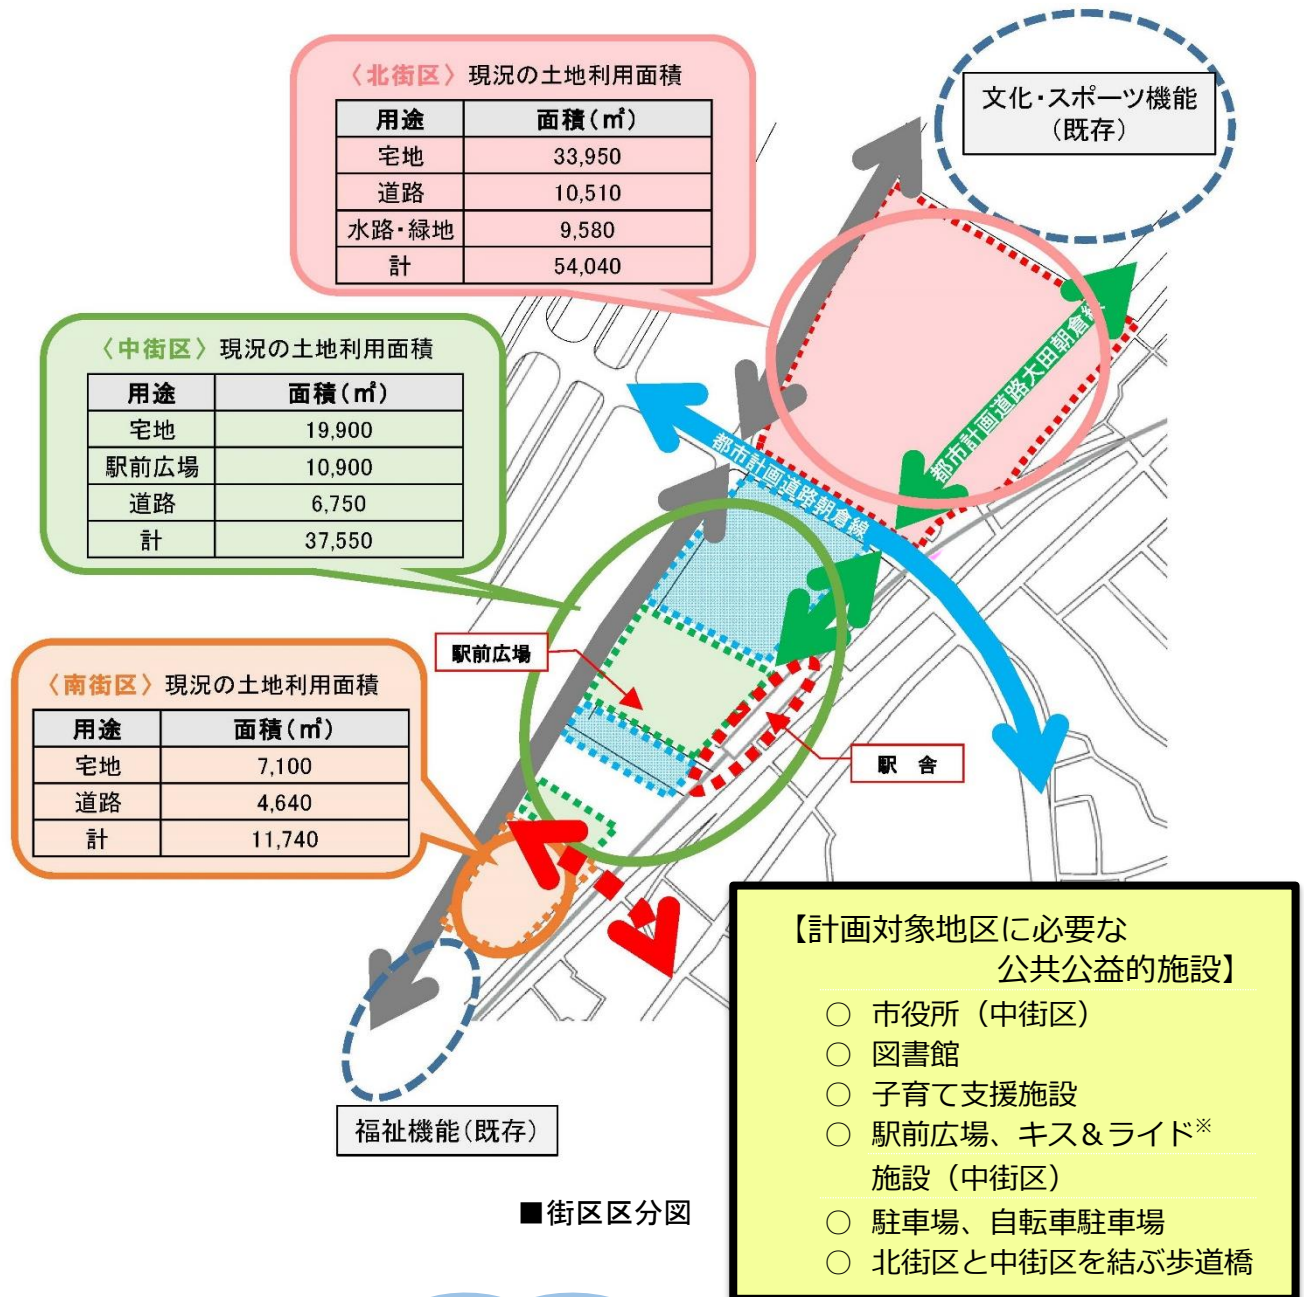 〈北街区〉現況の土地利用面積
用途 面積(㎡)
宅地 33,950
道路 10,510
水路・緑地 9,580
計 54,040
文化・スポーツ機能
(既存)
〈中街区〉現況の土地利用面積
用途 面積(㎡)
宅地 19,900
駅前広場 10,900
道路 6,750
計 37,550
都市計画道路大田朝倉線
都市計画道路朝倉線
駅前広場
駅 舎
〈南街区〉現況の土地利用面積
用途 面積(㎡)
宅地 7,100
道路 4,640
計 11,740
福祉機能(既存)
■街区区分図
【計画対象地区に必要な
公共公益的施設】
○ 市役所（中街区）
○ 図書館
○ 子育て支援施設
○ 駅前広場、キス＆ライド※
施設（中街区）
○ 駐車場、自転車駐車場
○ 北街区と中街区を結ぶ歩道橋